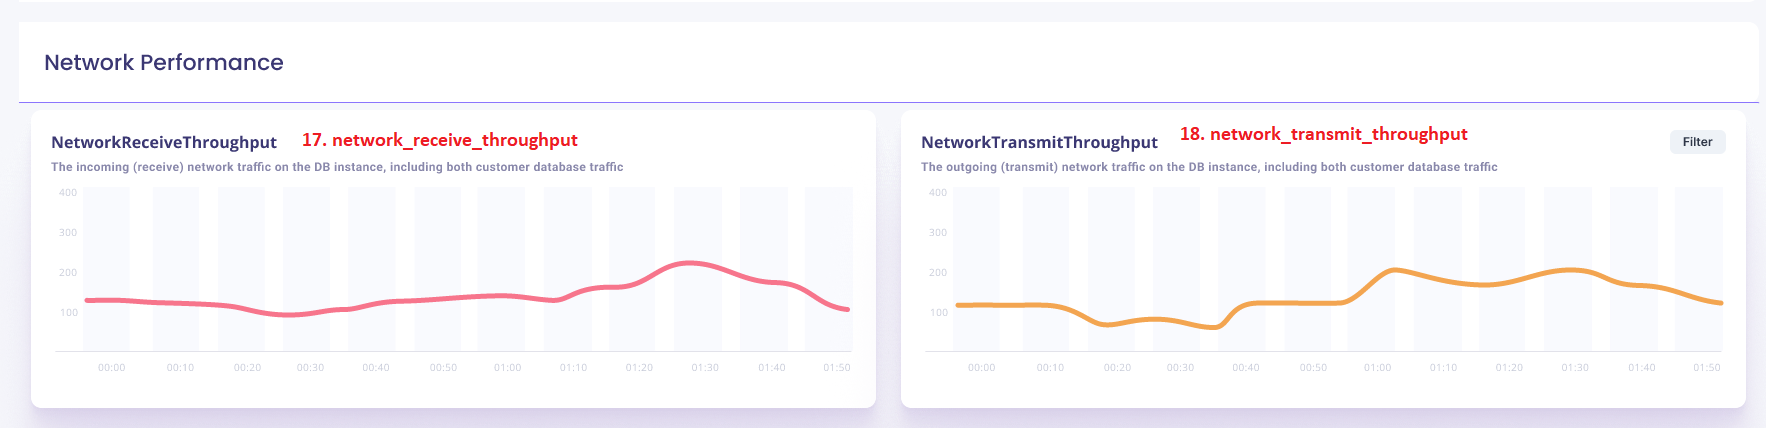 Network Performance
NetworkReceiveThroughput 17. network_receive_throughput
The incoming (receive) network traffic on the DB instance, including both customer database traffic
400
300
200
100
00:00 00:10 00:20 00:30 00:40 00:50 01:00 01:10 01:20 01:30 01:40 01:50
NetworkTransmitThroughput 18. network_transmit_throughput Filter
The outgoing (transmit) network traffic on the DB instance, including both customer database traffic
400
300
200
100
00:00 00:10 00:20 00:30 00:40 00:50 01:00 01:10 01:20 01:30 01:40 01:50